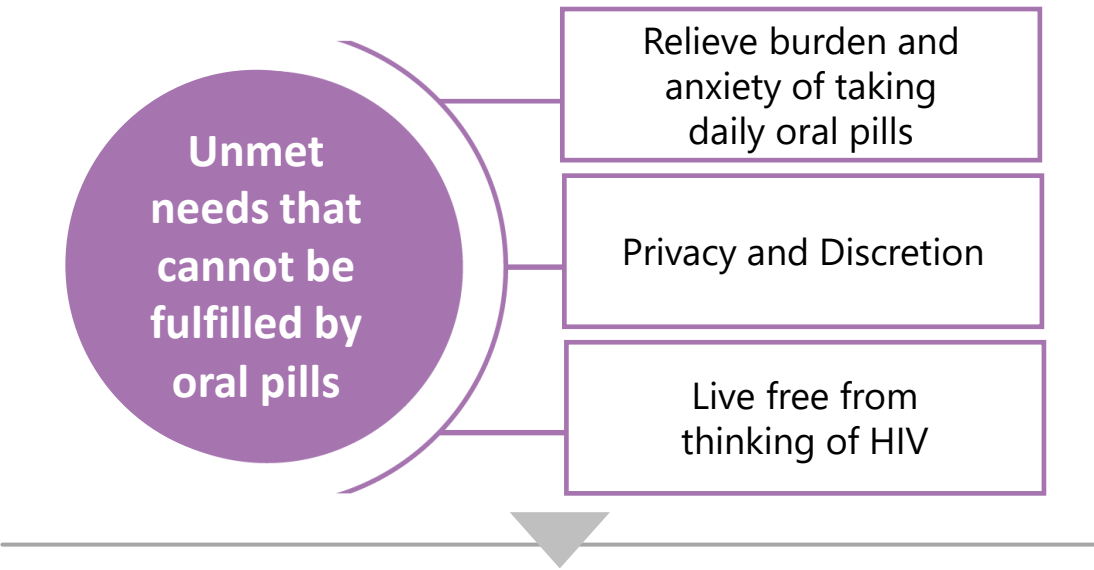 Unmet
needs that
cannot be
fulfilled by
oral pills
Relieve burden and
anxiety of taking
daily oral pills
Privacy and Discretion
Live free from
thinking of HIV